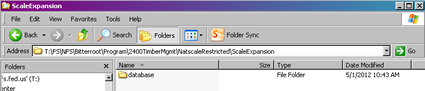 ScaleExpansion
File Edit View Favorites Tools Help
Back Search Folders Folder Sync
Address T:\FS\NFS\Bitterroot\Program\2400TimberMgmt\NatscaleRestricted\ScaleExpansion Go
Folders Name Size Type Date Modified
's.fed.us' (T:) database File Folder 5/1/2012 10:43 AM
enter